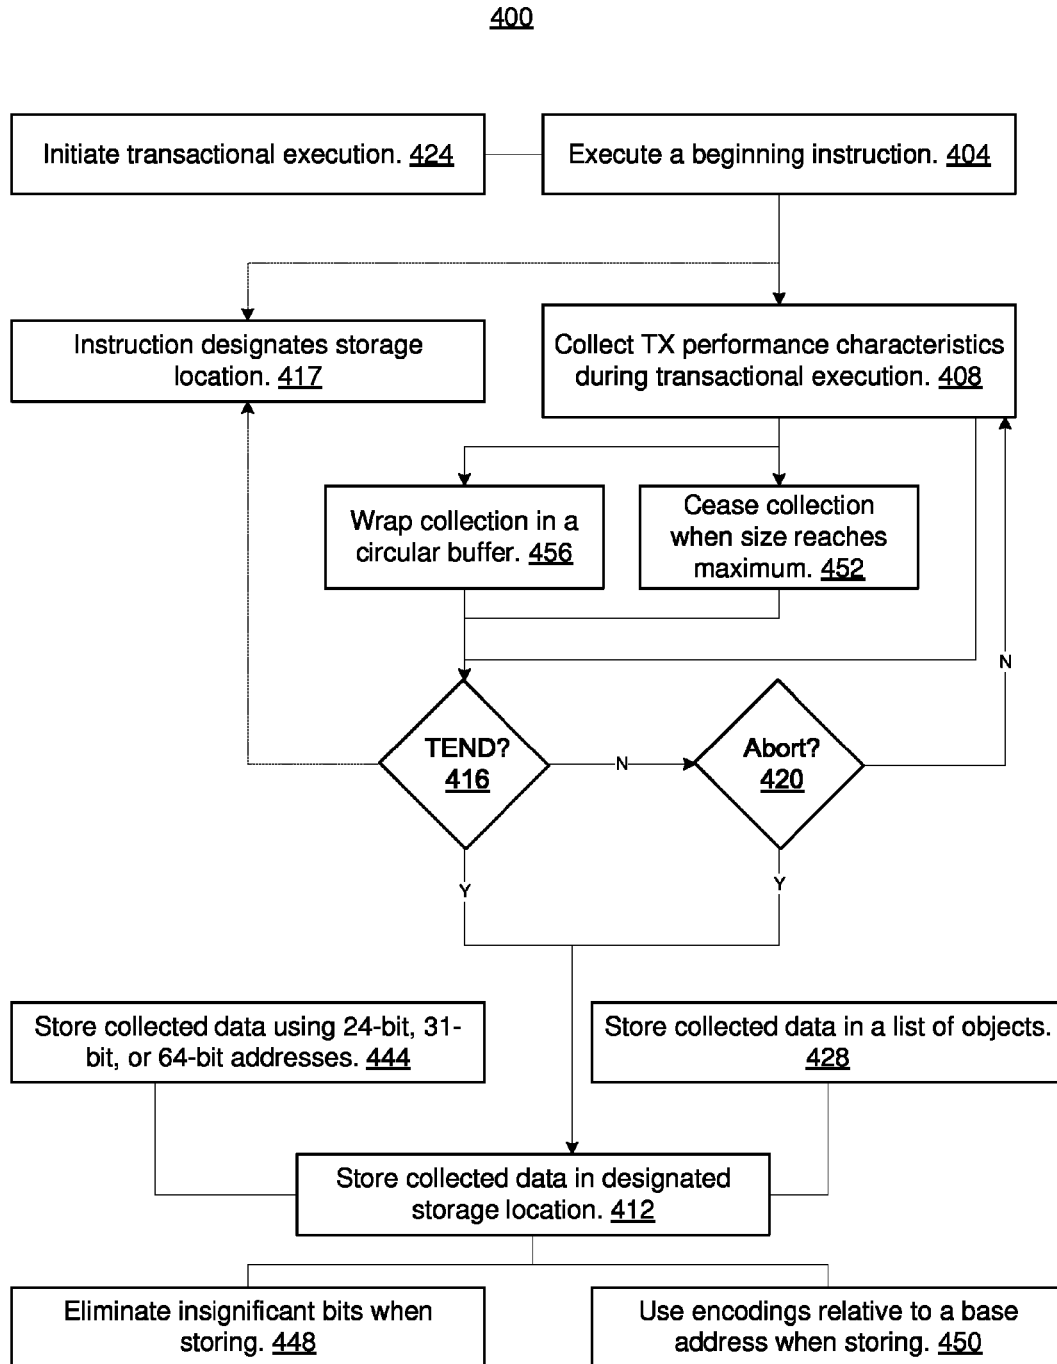 400
Initiate transactional execution. 424
Execute a beginning instruction. 404
Instruction designates storage
location. 417
Collect TX performance characteristics
during transactional execution. 408
Wrap collection in a
circular buffer. 456
Cease collection
when size reaches
maximum. 452
N
TEND?
416
N
Abort?
420
Y
Y
Store collected data using 24-bit, 31-
bit, or 64-bit addresses. 444
Store collected data in a list of objects.
428
Store collected data in designated
storage location. 412
Eliminate insignificant bits when
storing. 448
Use encodings relative to a base
address when storing. 450